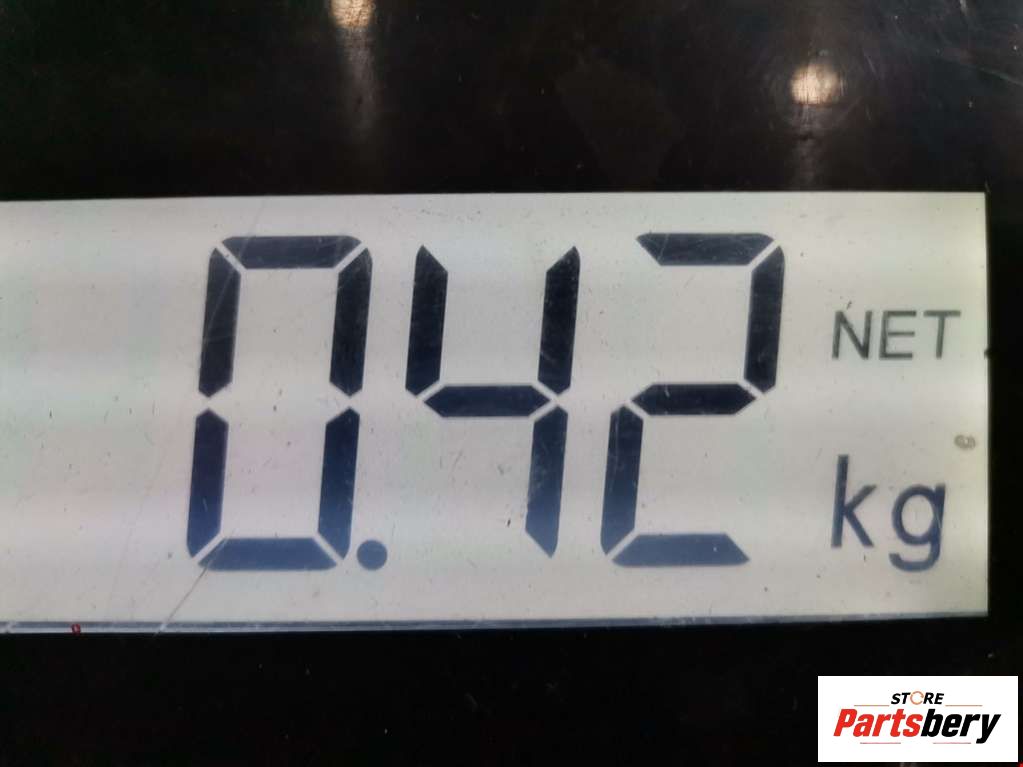 0.42
NET
kg
STORE
Partsbery